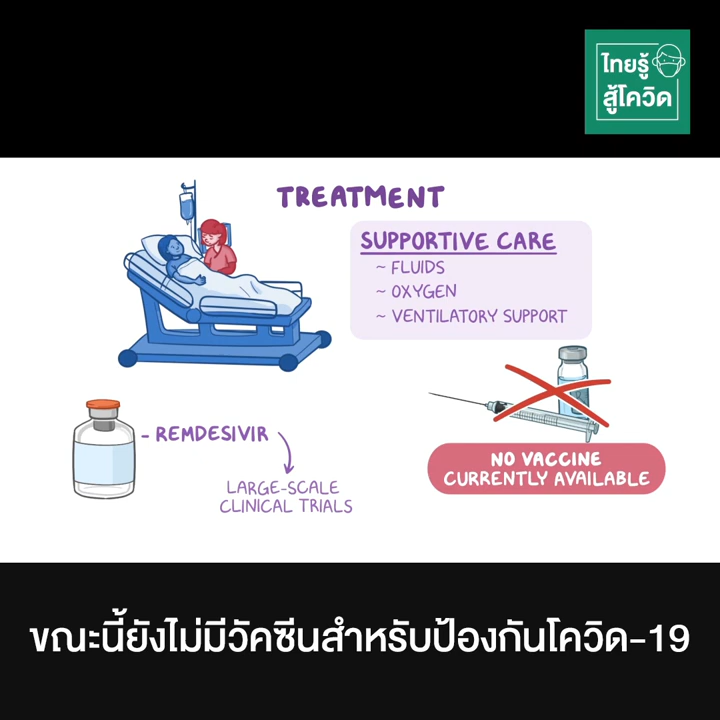 ไทยรู้
สู้โควิด
TREATMENT
SUPPORTIVE CARE
~ FLUIDS
~ OXYGEN
~ VENTILATORY SUPPORT
- REMDESIVIR
LARGE-SCALE
CLINICAL TRIALS
NO VACCINE
CURRENTLY AVAILABLE
ขณะนี้ยังไม่มีวัคซีนสำหรับป้องกันโควิด-19